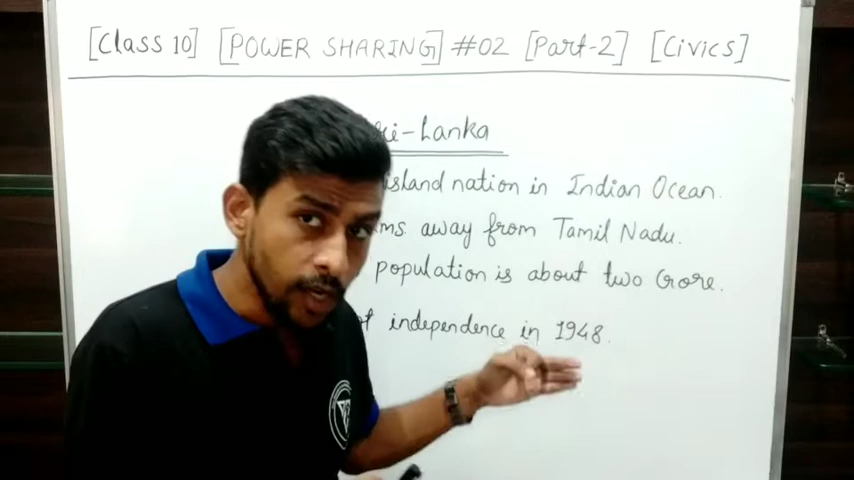 [Class 10] [POWER SHARING] #02 [Part-2] [Civics]
i-Lanka
island nation in Indian Ocean.
ms away from Tamil Nadu.
population is about two Crore.
independence in 1948.